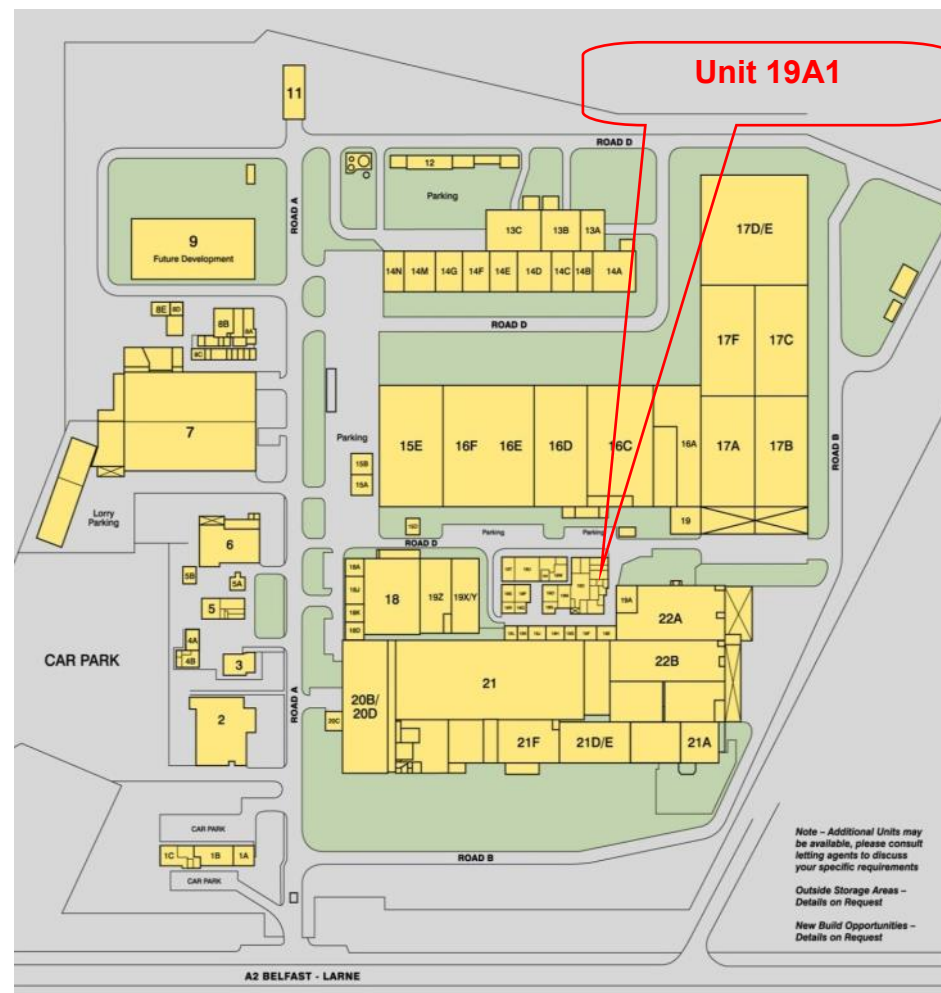 Unit 19A1
11
ROAD D
12
Parking
ROAD A
13C
13B
13A
17D/E
9
Future Development
14N
14M
14G
14F
14E
14D
14C
14B
14A
8E
8D
8B
8A
8C
ROAD D
17F
17C
7
Parking
15E
16F
16E
16D
16C
16A
17A
17B
ROAD B
15B
15A
Lorry
Parking
19
Parking
Parking
ROAD D
6
5B
5A
5
18A
18J
18K
18D
18
19Z
19X/Y
19A
22A
4A
4B
3
CAR PARK
22B
21
20B/
20D
20C
ROAD A
2
21F
21D/E
21A
CAR PARK
1C
1B
1A
CAR PARK
ROAD B
Note – Additional Units may
be available, please consult
letting agents to discuss
your specific requirements
Outside Storage Areas –
Details on Request
New Build Opportunities –
Details on Request
A2 BELFAST - LARNE